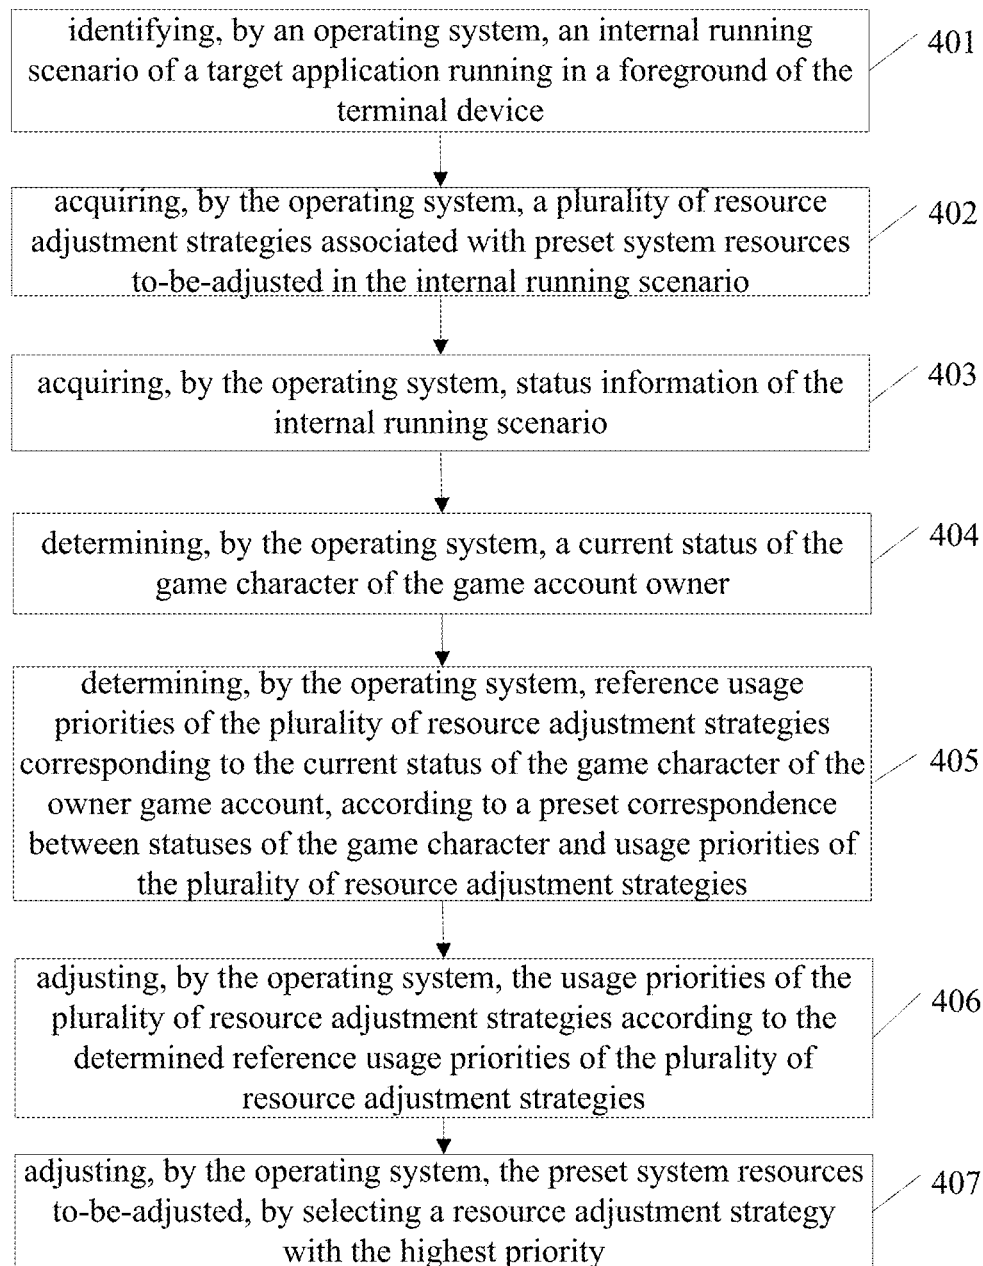 identifying, by an operating system, an internal running
scenario of a target application running in a foreground of the
terminal device
401
acquiring, by the operating system, a plurality of resource
adjustment strategies associated with preset system resources
to-be-adjusted in the internal running scenario
402
acquiring, by the operating system, status information of the
internal running scenario
403
determining, by the operating system, a current status of the
game character of the game account owner
404
determining, by the operating system, reference usage
priorities of the plurality of resource adjustment strategies
corresponding to the current status of the game character of the
owner game account, according to a preset correspondence
between statuses of the game character and usage priorities of
the plurality of resource adjustment strategies
405
adjusting, by the operating system, the usage priorities of the
plurality of resource adjustment strategies according to the
determined reference usage priorities of the plurality of
resource adjustment strategies
406
adjusting, by the operating system, the preset system resources
to-be-adjusted, by selecting a resource adjustment strategy
with the highest priority
407